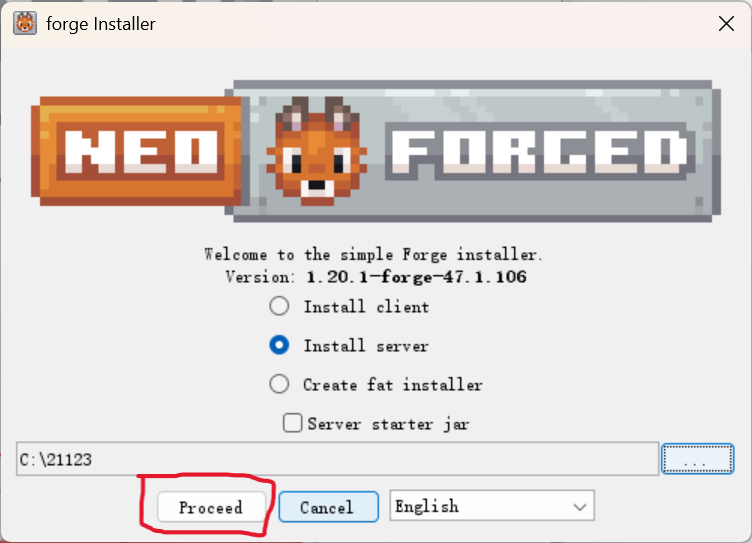 forge Installer
NEO FORGED
Welcome to the simple Forge installer.
Version: 1.20.1-forge-47.1.106
Install client
Install server
Create fat installer
Server starter jar
C:\21123
...
Proceed Cancel English